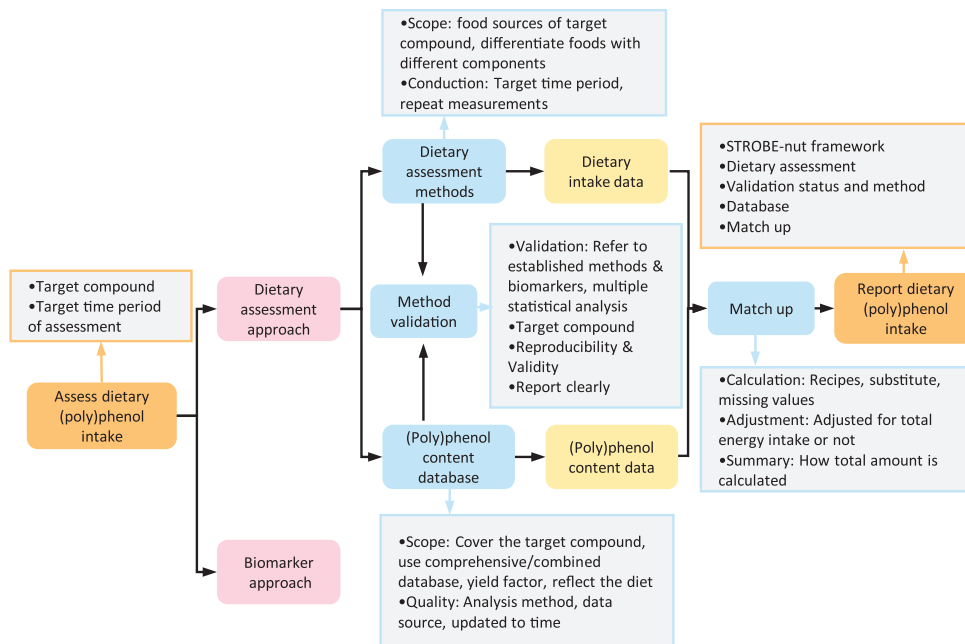 •Scope: food sources of target
compound, differentiate foods with
different components
•Conduction: Target time period,
repeat measurements
Dietary
assessment
methods
Dietary
intake data
•STROBE-nut framework
•Dietary assessment
•Validation status and method
•Database
•Match up
•Target compound
•Target time period
of assessment
Assess dietary
(poly)phenol
intake
Dietary
assessment
approach
Method
validation
•Validation: Refer to
established methods &
biomarkers, multiple
statistical analysis
•Target compound
•Reproducibility &
Validity
•Report clearly
Match up
Report dietary
(poly)phenol
intake
•Calculation: Recipes, substitute,
missing values
•Adjustment: Adjusted for total
energy intake or not
•Summary: How total amount is
calculated
(Poly)phenol
content
database
(Poly)phenol
content data
Biomarker
approach
•Scope: Cover the target compound,
use comprehensive/combined
database, yield factor, reflect the diet
•Quality: Analysis method, data
source, updated to time